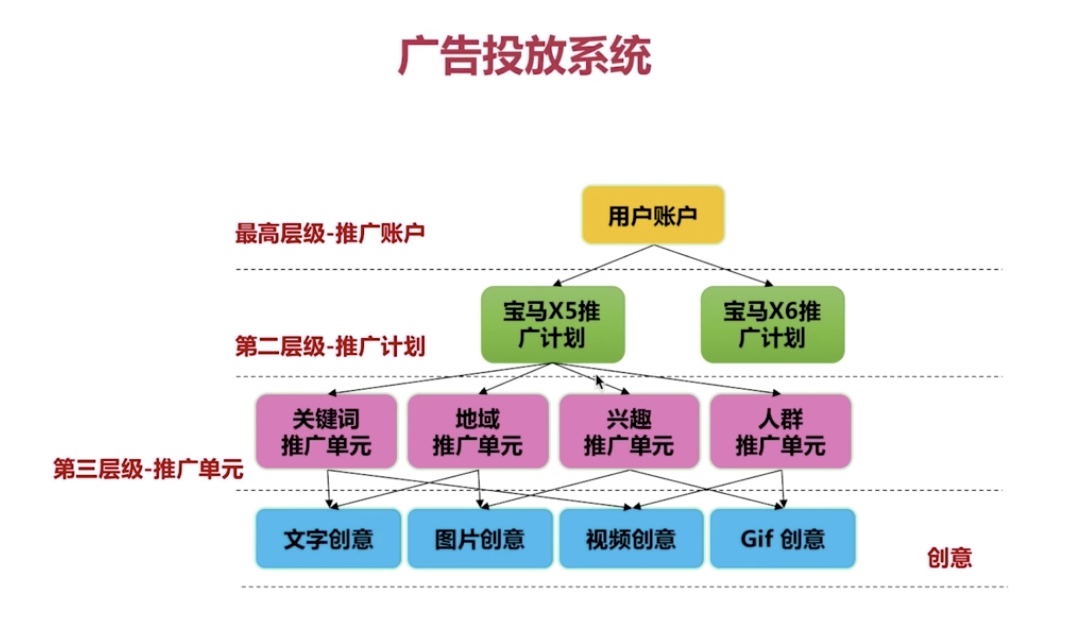 广告投放系统
用户账户
最高层级-推广账户
宝马X5推
广计划
宝马X6推
广计划
第二层级-推广计划
关键词
推广单元
地域
推广单元
兴趣
推广单元
人群
推广单元
第三层级-推广单元
文字创意
图片创意
视频创意
Gif 创意
创意